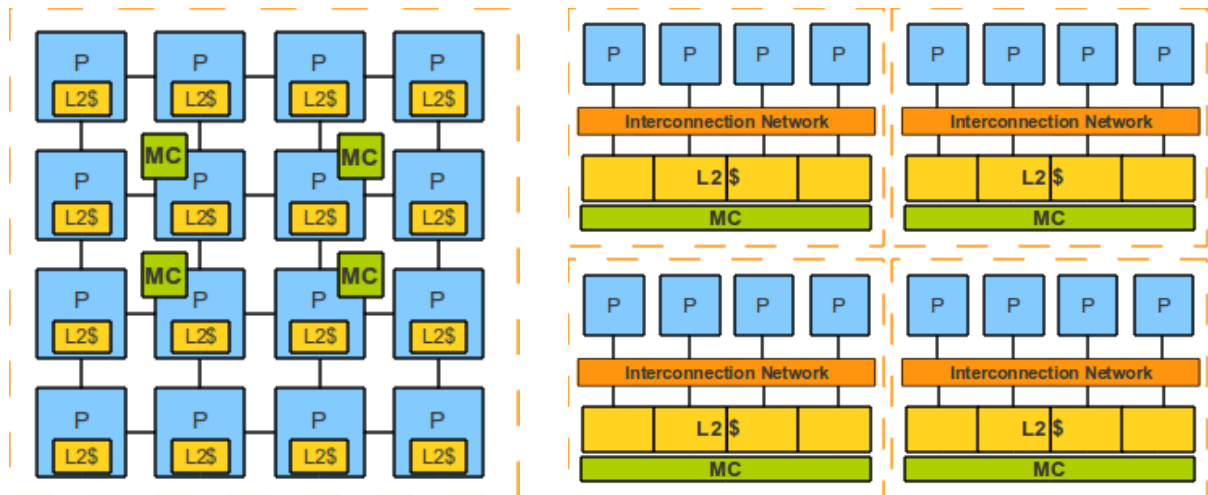 P P P P
L2$ L2$ L2$ L2$
MC MC
P P P P
L2$ L2$ L2$ L2$
MC MC
P P P P
L2$ L2$ L2$ L2$
P P P P
L2$ L2$ L2$ L2$
P P P P
Interconnection Network
L2 $
MC
P P P P
Interconnection Network
L2 $
MC
P P P P
Interconnection Network
L2 $
MC
P P P P
Interconnection Network
L2 $
MC